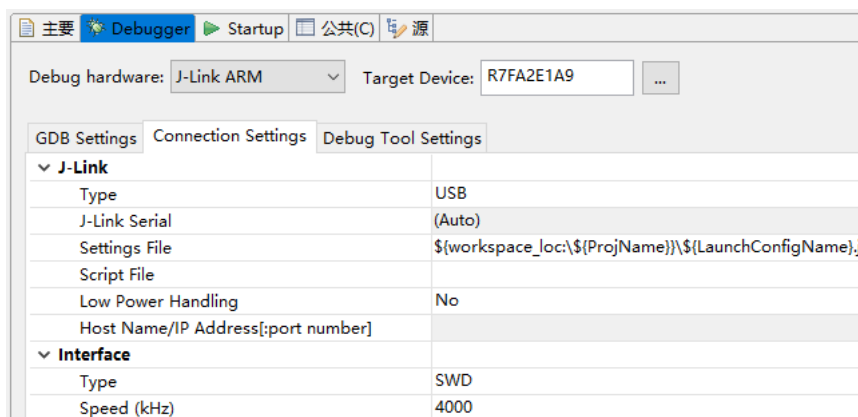 主要 Debugger Startup 公共(C) 源
Debug hardware: J-Link ARM Target Device: R7FA2E1A9 ...
GDB Settings Connection Settings Debug Tool Settings
J-Link
Type USB
J-Link Serial (Auto)
Settings File ${workspace_loc:\${ProjName}}\${LaunchConfigName}.j
Script File
Low Power Handling No
Host Name/IP Address[:port number]
Interface
Type SWD
Speed (kHz) 4000